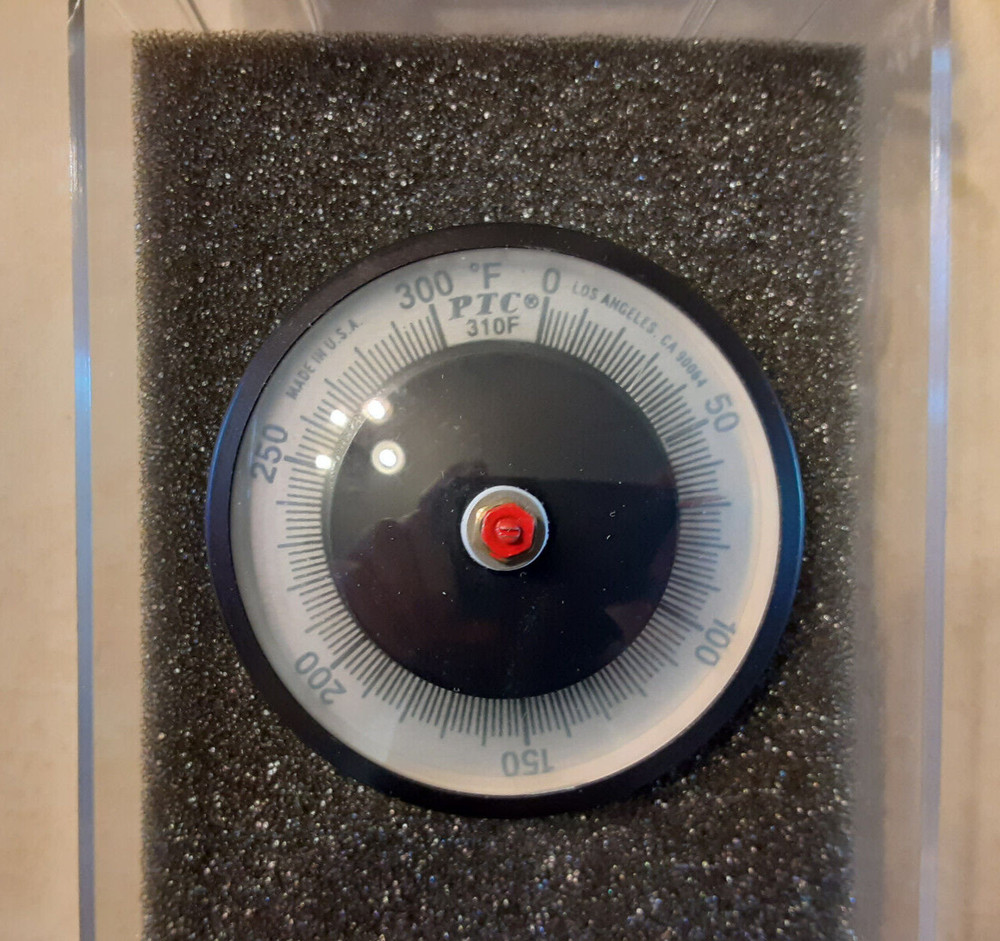 300 °F 0
PTC®
310F
LOS ANGELES, CA 90064
50
100
150
200
250
MADE IN U.S.A.